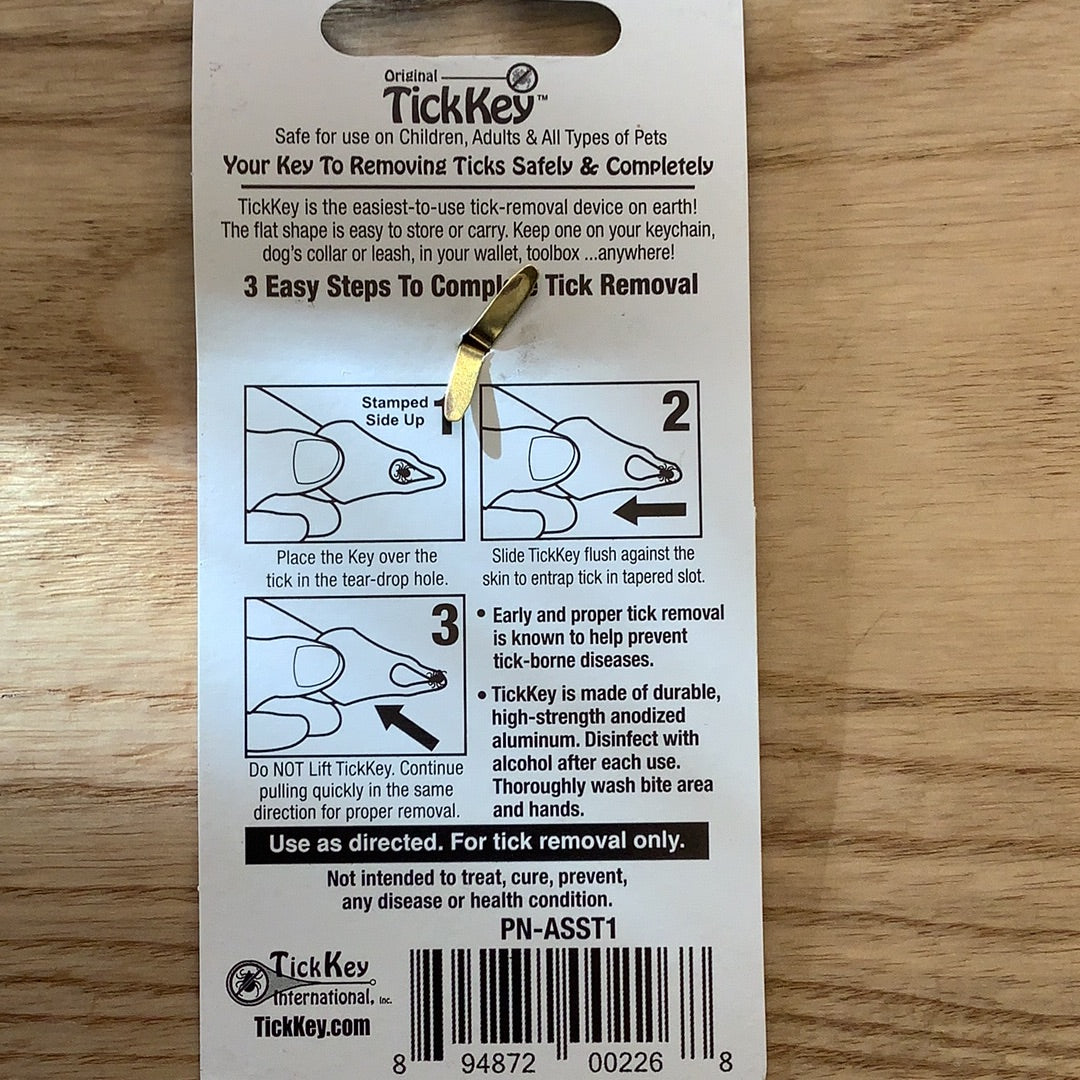 Original
TickKey™
Safe for use on Children, Adults & All Types of Pets
Your Key To Removing Ticks Safely & Completely
TickKey is the easiest-to-use tick-removal device on earth!
The flat shape is easy to store or carry. Keep one on your keychain,
dog's collar or leash, in your wallet, toolbox ...anywhere!
3 Easy Steps To Tick Removal
Stamped
Side Up
1
Place the Key over the
tick in the tear-drop hole.
2
Slide TickKey flush against the
skin to entrap tick in tapered slot.
3
Do NOT Lift TickKey. Continue
pulling quickly in the same
direction for proper removal.
• Early and proper tick removal
is known to help prevent
tick-borne diseases.
• TickKey is made of durable,
high-strength anodized
aluminum. Disinfect with
alcohol after each use.
Thoroughly wash bite area
and hands.
Use as directed. For tick removal only.
Not intended to treat, cure, prevent,
any disease or health condition.
PN-ASST1
TickKey
International, Inc.
TickKey.com
8 94872 00226 8